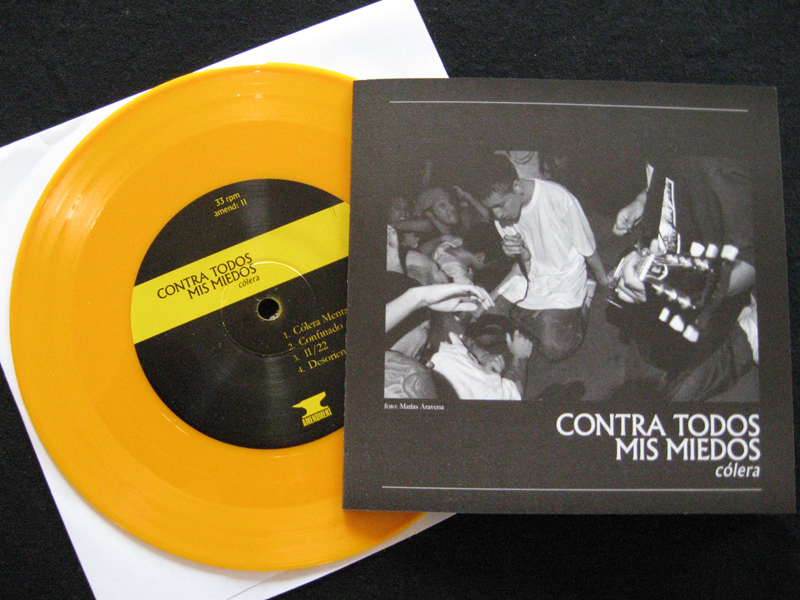 33 rpm
amend: 11
CONTRA TODOS
MIS MIEDOS
cólera
1. Cólera
2. Confinado
3. 11/22
4.
AMENDMENT
foto: Matías Aravena
CONTRA TODOS
MIS MIEDOS
cólera